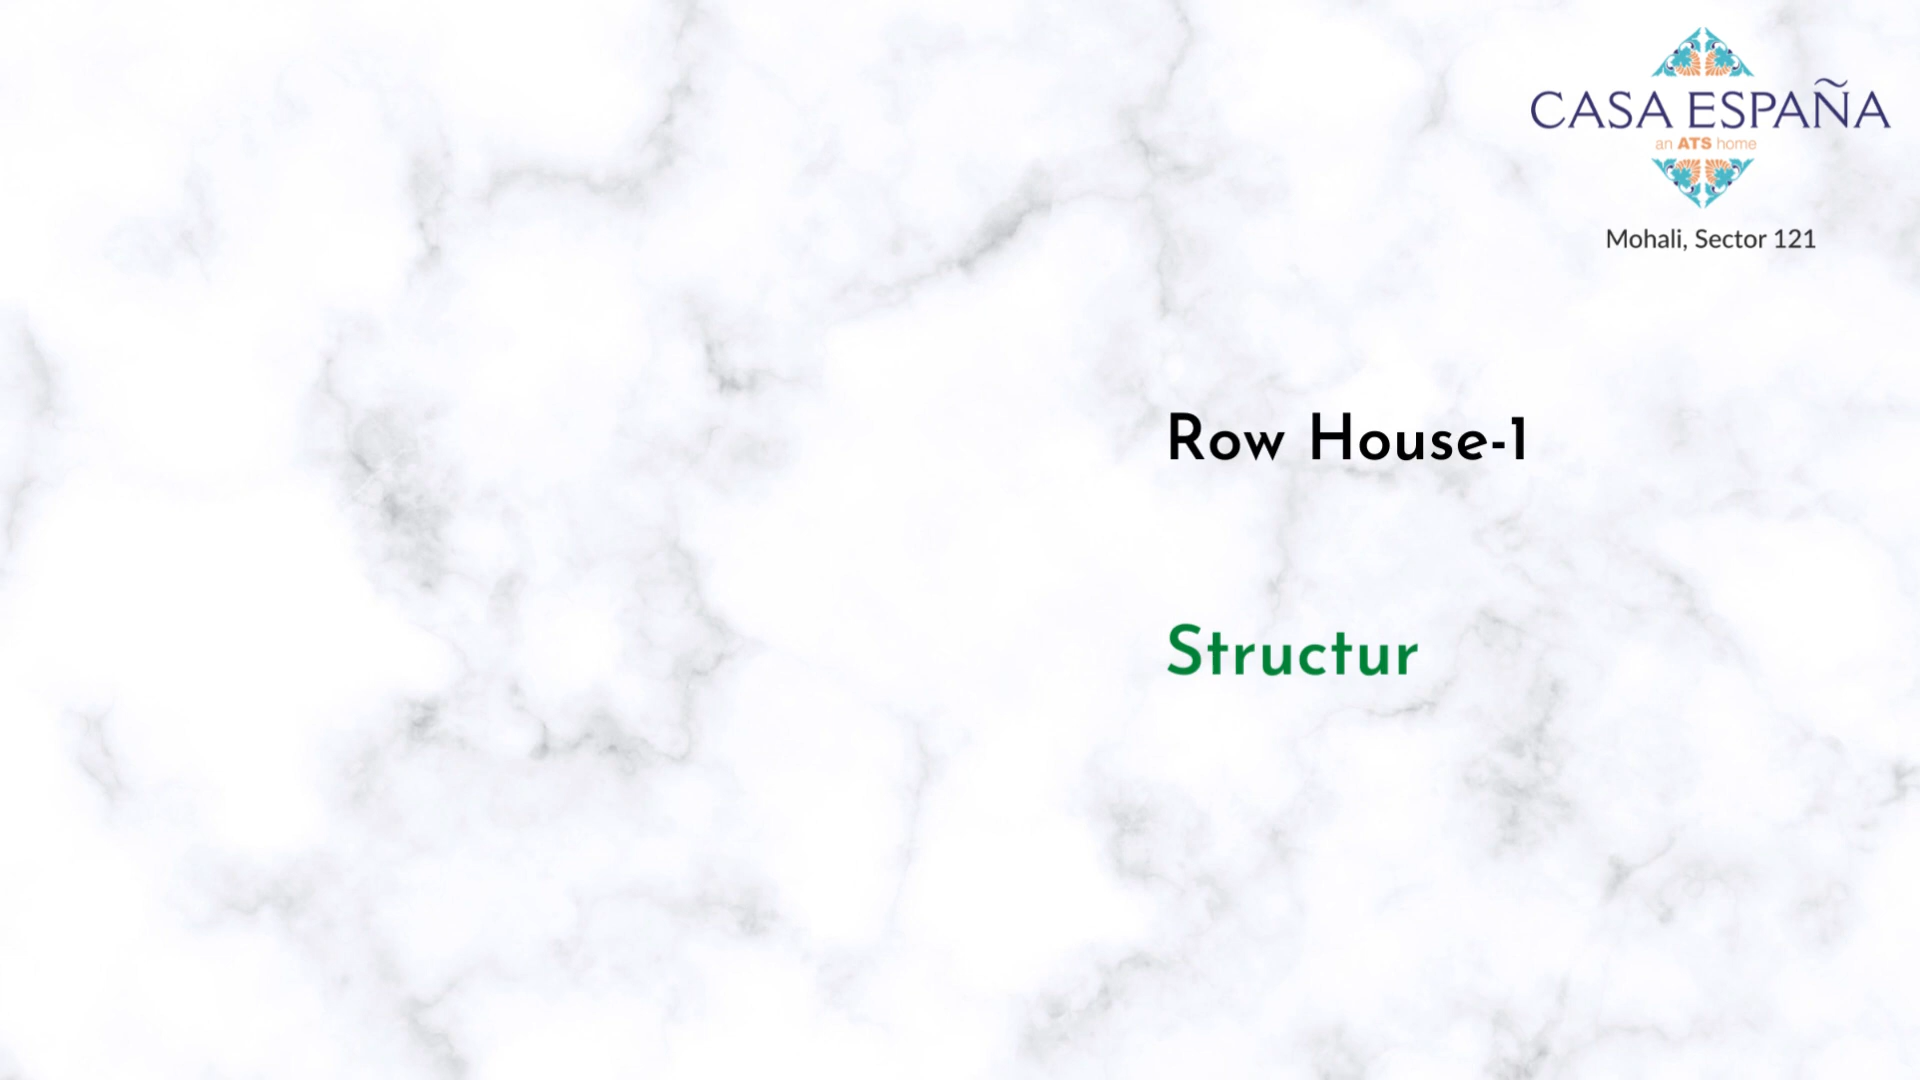 CASA ESPAÑA
an ATS home
Mohali, Sector 121
Row House-1
Structur